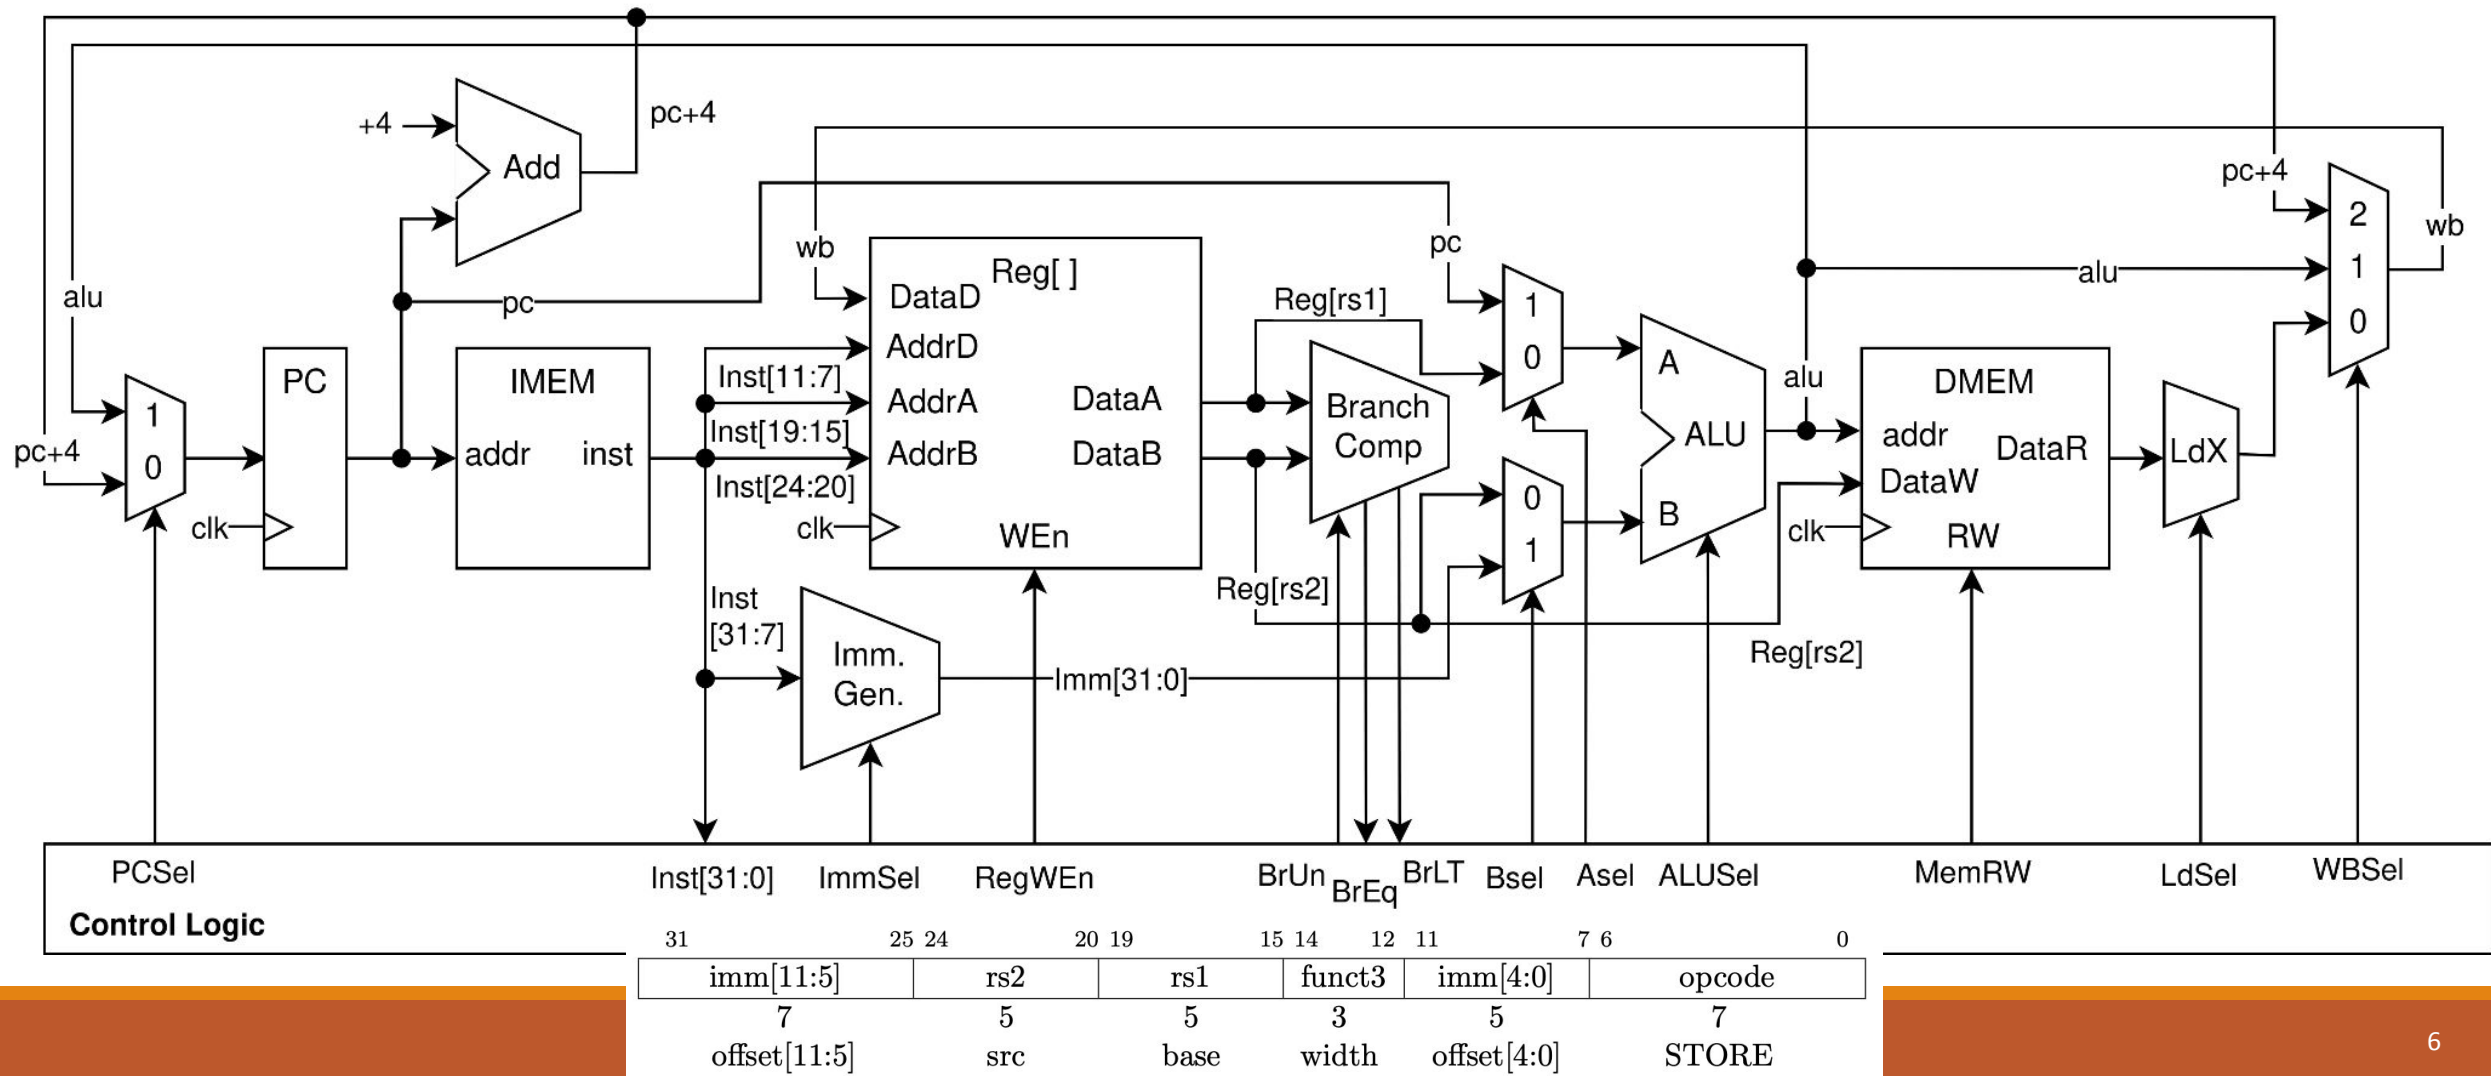 +4
Add
pc+4
pc+4
wb
pc
wb
alu
pc
alu
pc+4
1
0
PC
clk
IMEM
addr
inst
Inst[11:7]
Inst[19:15]
Inst[24:20]
clk
Reg[ ]
DataD
AddrD
AddrA
AddrB
DataA
DataB
WEn
Inst
[31:7]
Imm.
Gen.
Imm[31:0]
Reg[rs1]
Branch
Comp
Reg[rs2]
1
0
0
1
A
ALU
B
alu
alu
DMEM
addr
DataR
DataW
clk
RW
Reg[rs2]
LdX
2
1
0
PCSel
Inst[31:0]
ImmSel
RegWEn
BrUn
BrEq
BrLT
Bsel
Asel
ALUSel
MemRW
LdSel
WBSel
Control Logic
31 25 24 20 19 15 14 12 11 7 6 0
imm[11:5] rs2 rs1 funct3 imm[4:0] opcode
7 5 5 3 5 7
offset[11:5] src base width offset[4:0] STORE
6